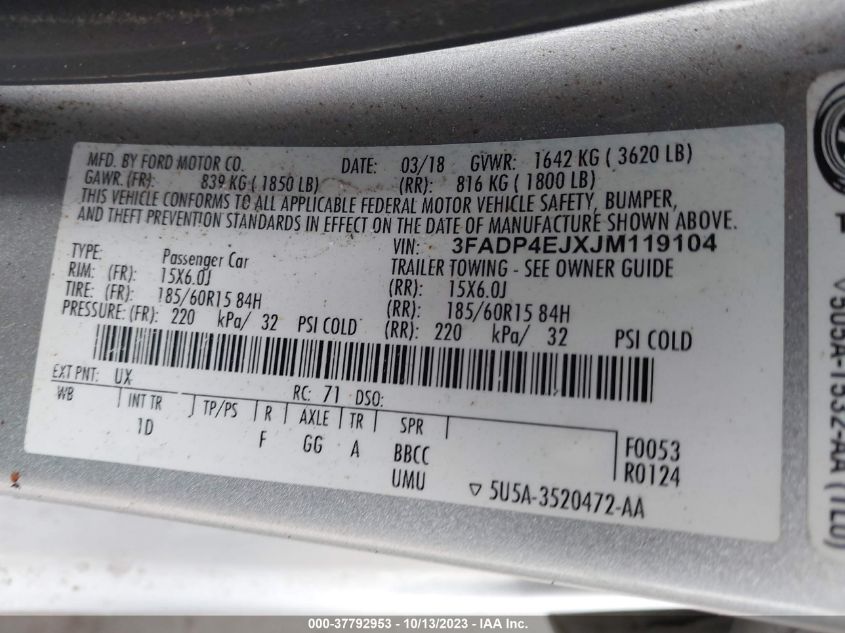 MFD. BY FORD MOTOR CO. DATE: 03/18 GVWR: 1642 KG ( 3620 LB)
GAWR. (FR): 839 KG ( 1850 LB) (RR): 816 KG ( 1800 LB)
THIS VEHICLE CONFORMS TO ALL APPLICABLE FEDERAL MOTOR VEHICLE SAFETY, BUMPER,
AND THEFT PREVENTION STANDARDS IN EFFECT ON THE DATE OF MANUFACTURE SHOWN ABOVE.
VIN: 3FADP4EJXJM119104
TYPE: Passenger Car TRAILER TOWING - SEE OWNER GUIDE
RIM: (FR): 15X6.0J (RR): 15X6.0J
TIRE: (FR): 185/60R15 84H (RR): 185/60R15 84H
PRESSURE: (FR): 220 kPa/ 32 PSI COLD (RR): 220 kPa/ 32 PSI COLD
EXT PNT: UX RC: 71 DSO:
WB INT TR TP/PS R AXLE TR SPR
1D F GG A BBCC F0053
UMU R0124
▽ 5U5A-3520472-AA
000-37792953 - 10/13/2023 - IAA Inc.